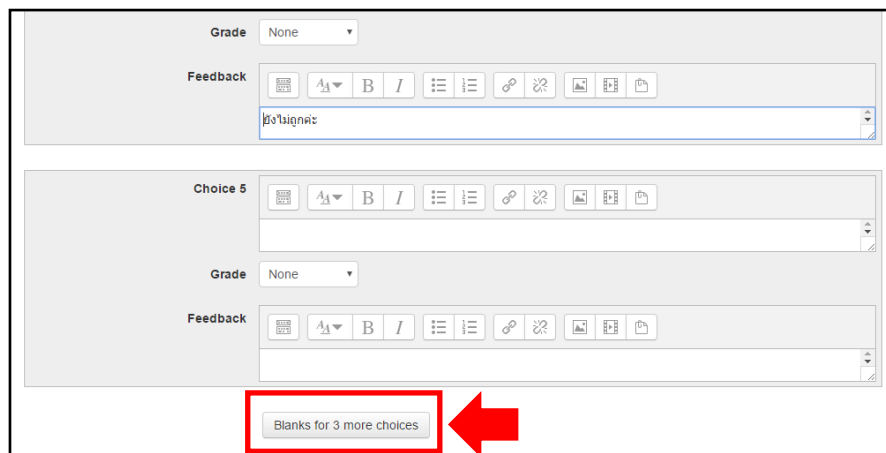 Grade None
Feedback
ยังไม่ถูกค่ะ
Choice 5
Grade None
Feedback
Blanks for 3 more choices